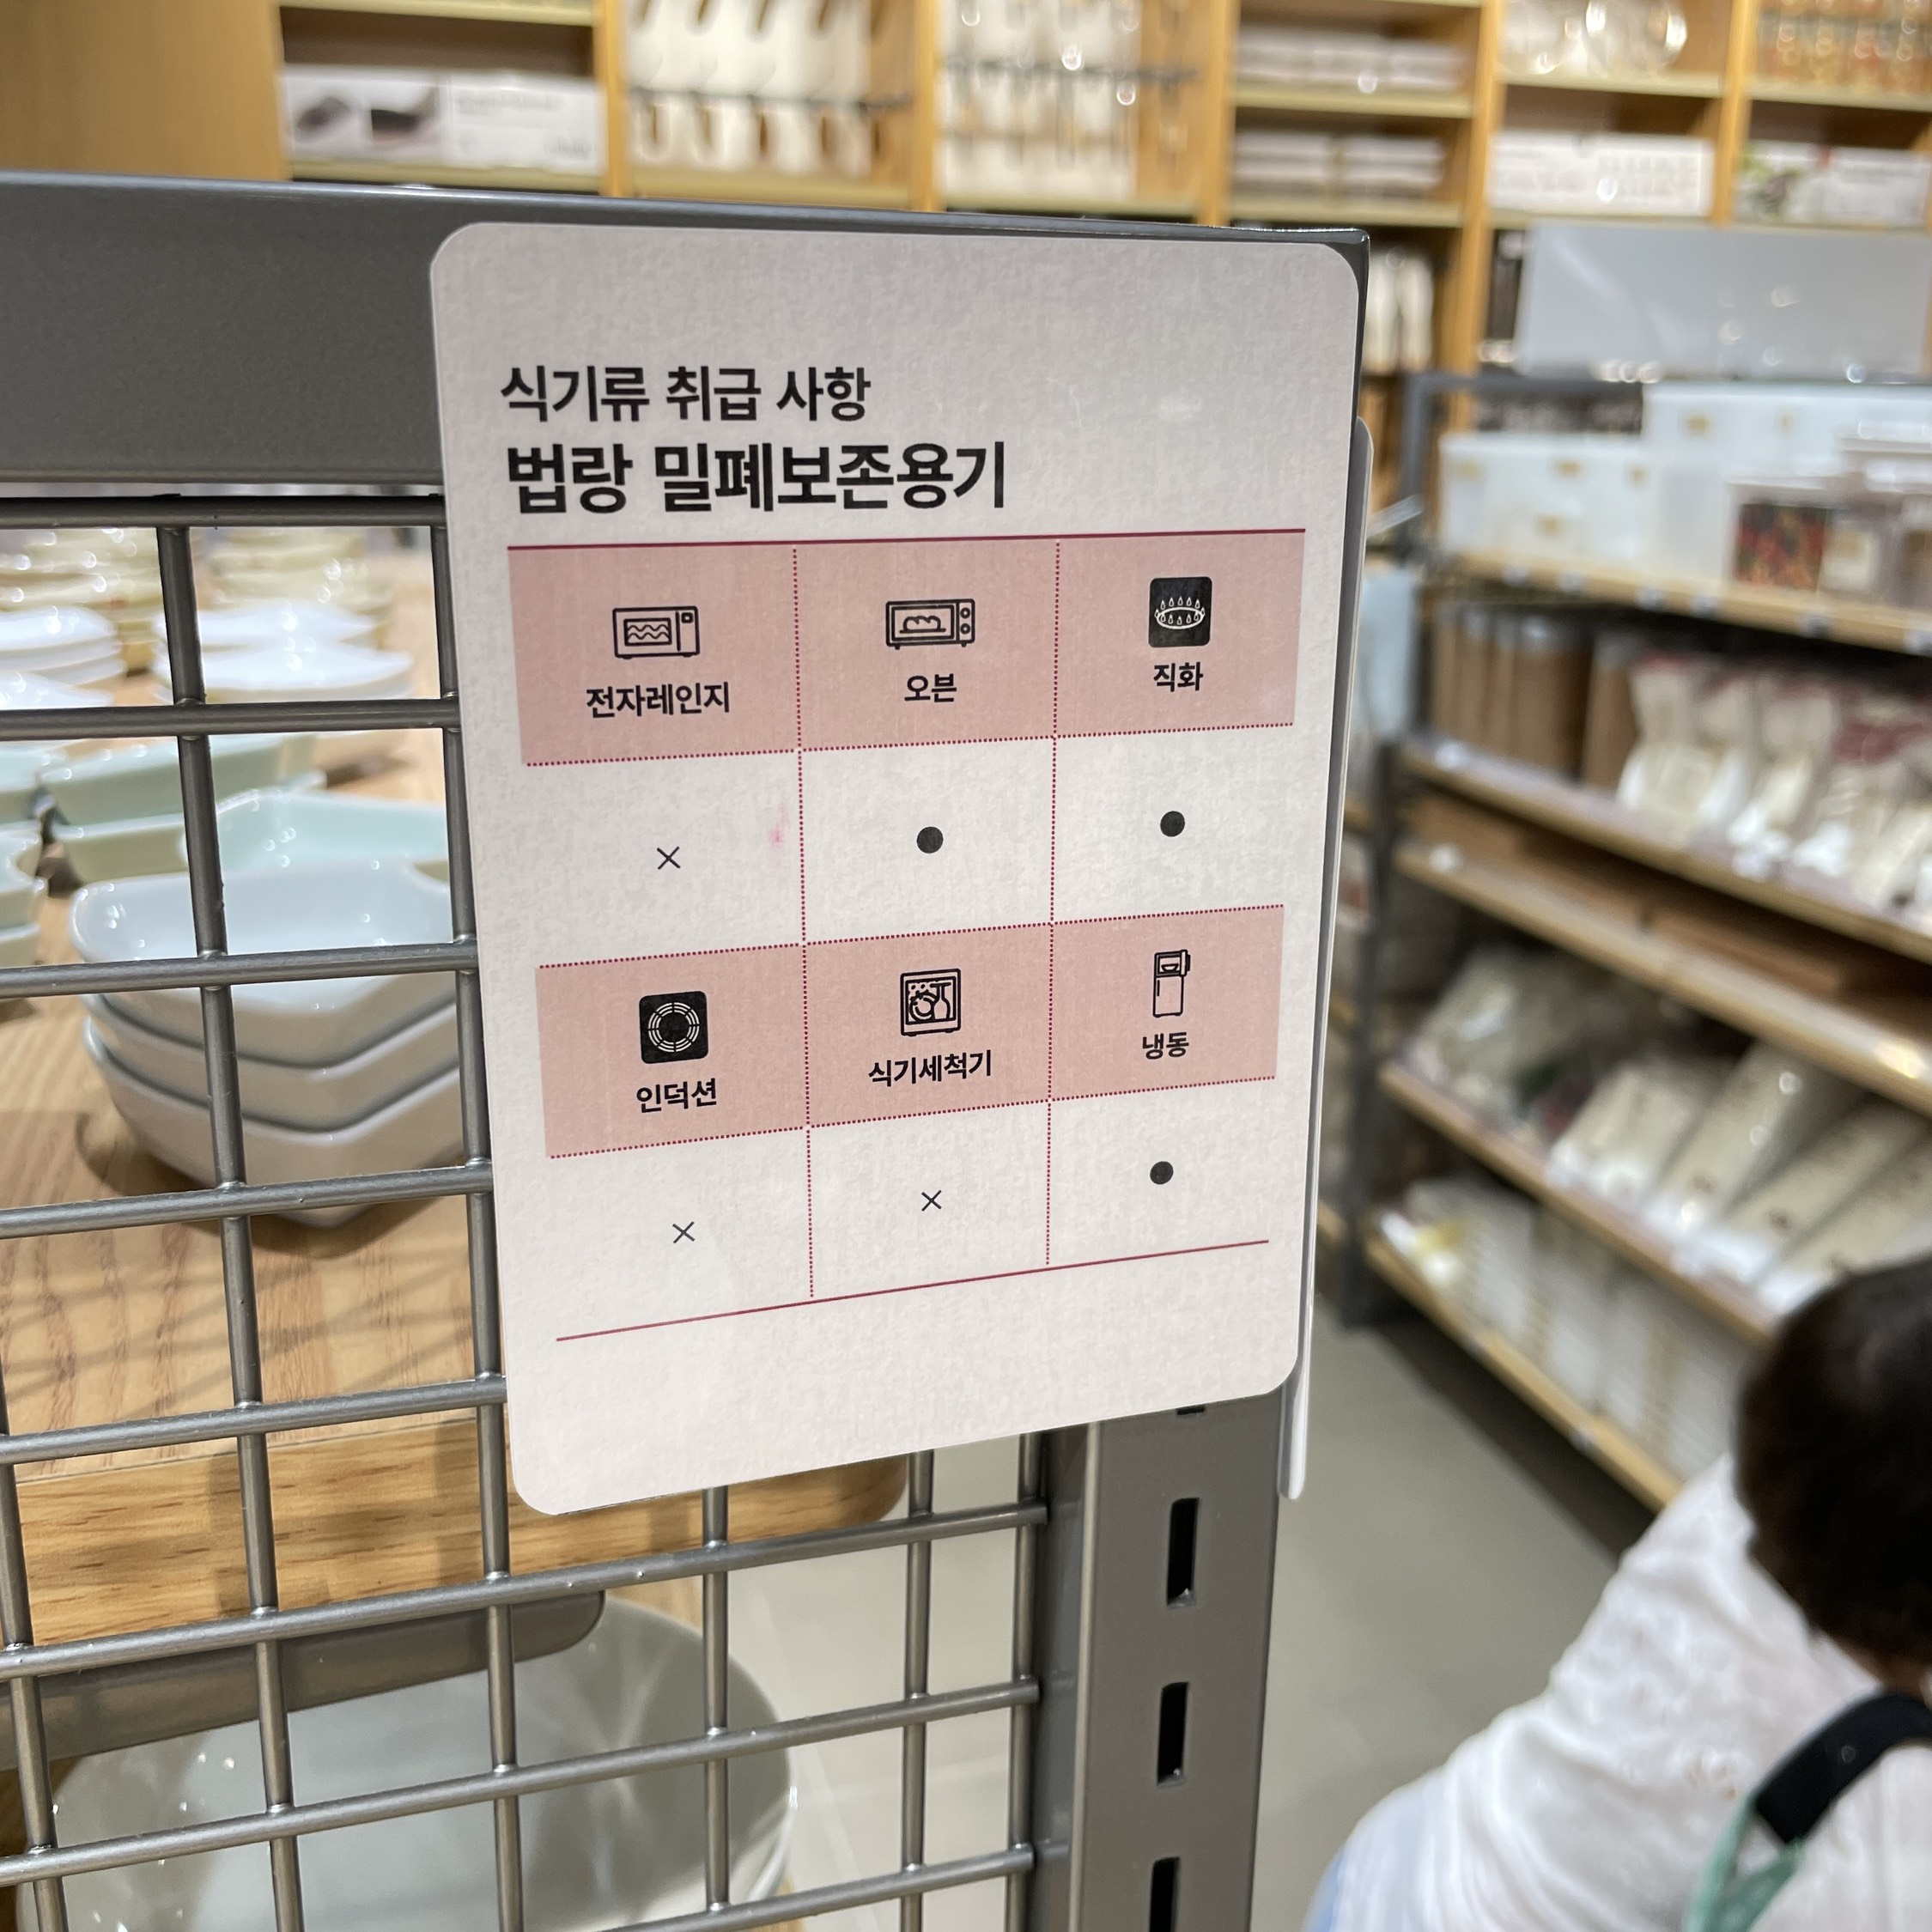 식기류 취급 사항
법랑 밀폐보존용기
전자레인지 오븐 직화
× ● ●
인덕션 식기세척기 냉동
× × ●